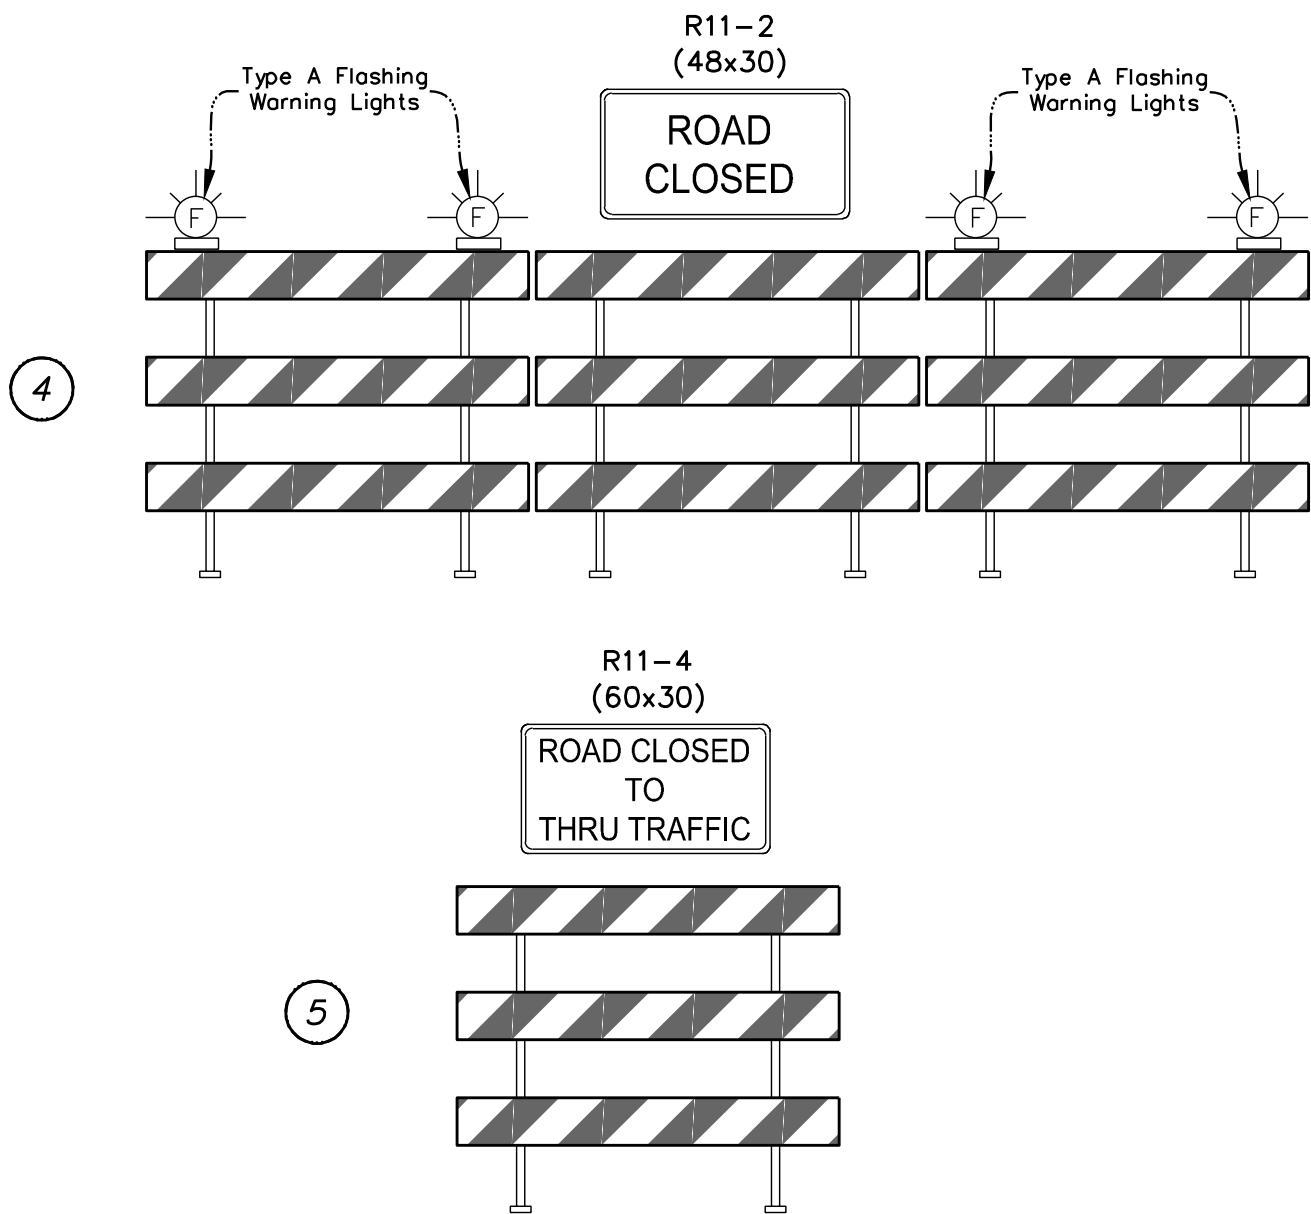 R11-2
(48x30)
Type A Flashing
Warning Lights
ROAD
CLOSED
Type A Flashing
Warning Lights
F
F
F
F
4
R11-4
(60x30)
ROAD CLOSED
TO
THRU TRAFFIC
5